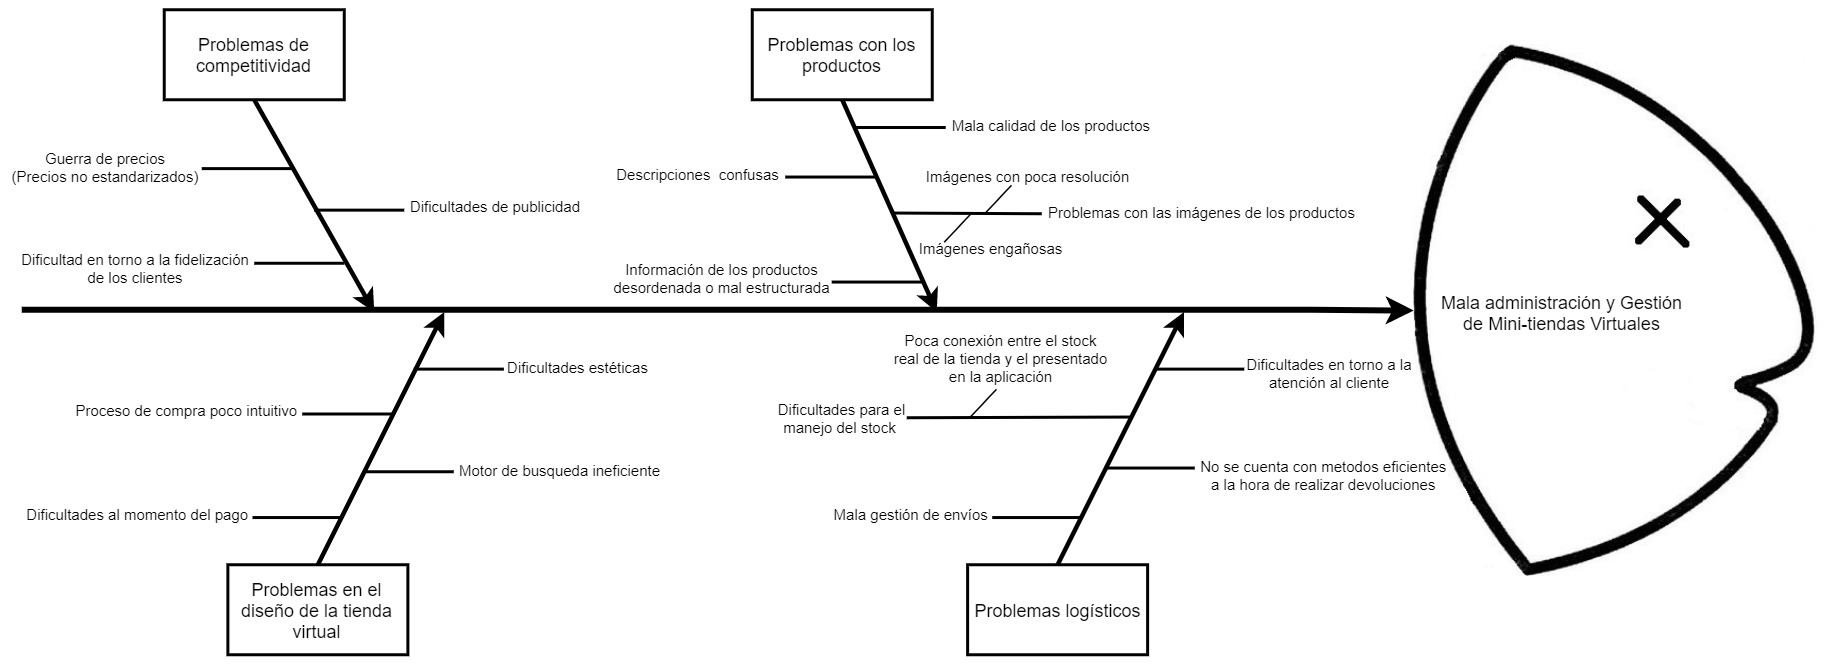 Problemas de
competitividad
Problemas con los
productos
Guerra de precios
(Precios no estandarizados)
Dificultades de publicidad
Dificultad en torno a la fidelización
de los clientes
Mala calidad de los productos
Descripciones  confusas
Imágenes con poca resolución
Problemas con las imágenes de los productos
Imágenes engañosas
Información de los productos
desordenada o mal estructurada
Mala administración y Gestión
de Mini-tiendas Virtuales
Dificultades estéticas
Proceso de compra poco intuitivo
Motor de busqueda ineficiente
Dificultades al momento del pago
Problemas en el
diseño de la tienda
virtual
Poca conexión entre el stock
real de la tienda y el presentado
en la aplicación
Dificultades en torno a la
atención al cliente
Dificultades para el
manejo del stock
No se cuenta con metodos eficientes
a la hora de realizar devoluciones
Mala gestión de envíos
Problemas logísticos